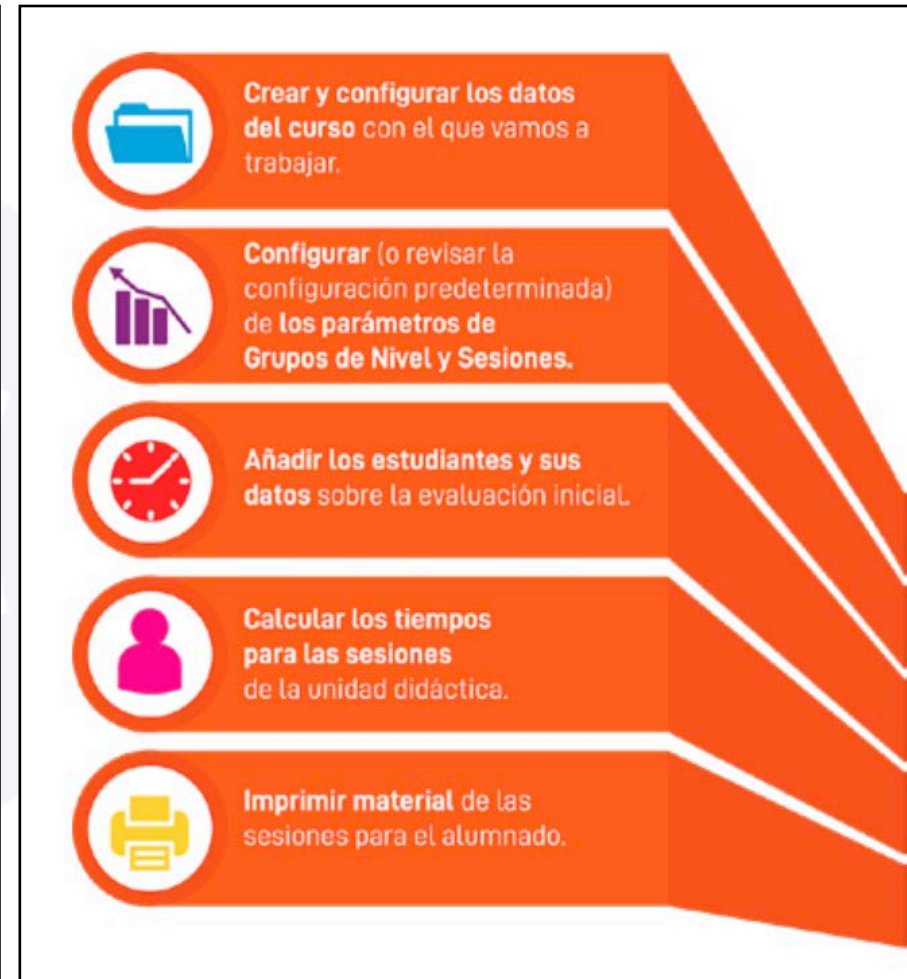 Crear y configurar los datos
del curso con el que vamos a
trabajar.
Configurar (o revisar la
configuración predeterminada)
de los parámetros de
Grupos de Nivel y Sesiones.
Añadir los estudiantes y sus
datos sobre la evaluación inicial.
Calcular los tiempos
para las sesiones
de la unidad didáctica.
Imprimir material de las
sesiones para el alumnado.